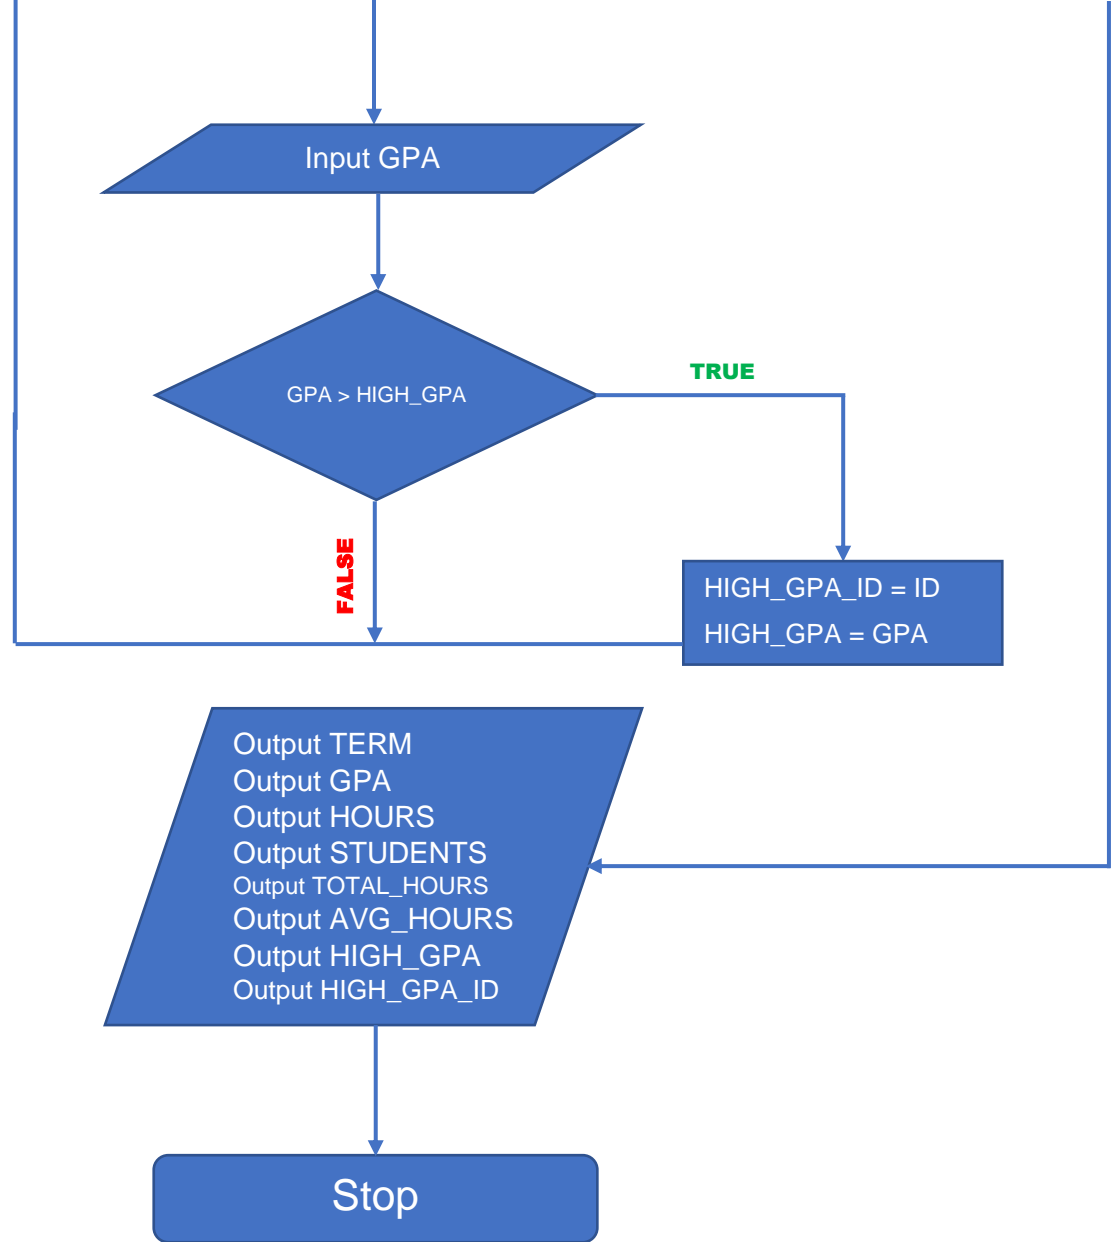 Input GPA
GPA > HIGH_GPA
TRUE
FALSE
HIGH_GPA_ID = ID
HIGH_GPA = GPA
Output TERM
Output GPA
Output HOURS
Output STUDENTS
Output TOTAL_HOURS
Output AVG_HOURS
Output HIGH_GPA
Output HIGH_GPA_ID
Stop